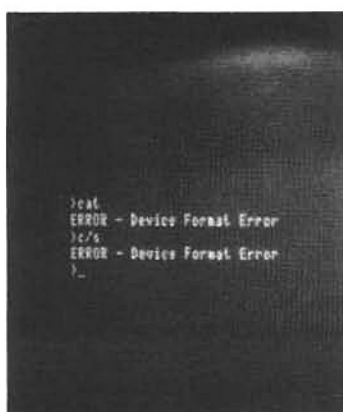 >cat
ERROR - Device Format Error
>c/s
ERROR - Device Format Error
>_